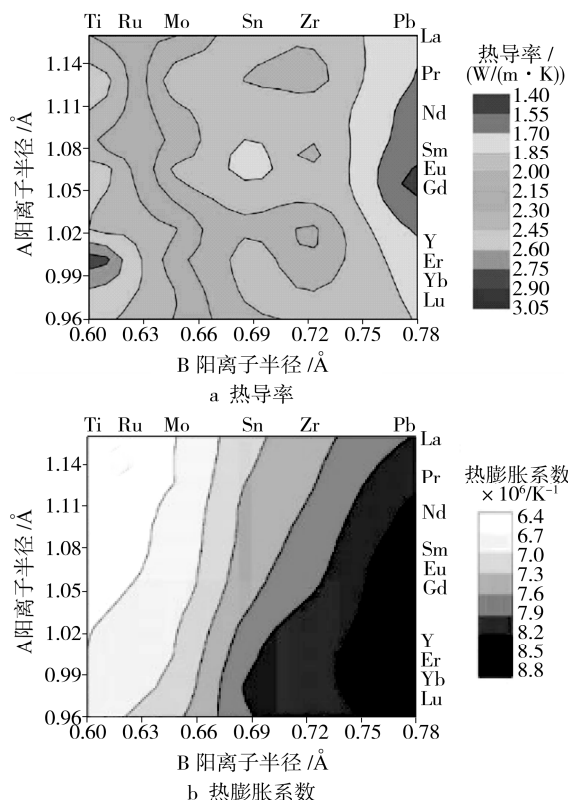 Ti Ru Mo Sn Zr Pb
热导率 /
(W/(m·K))
1.40
1.55
1.70
1.85
2.00
2.15
2.30
2.45
2.60
2.75
2.90
3.05
La
Pr
Nd
Sm
Eu
Gd
Y
Er
Yb
Lu
A阳离子半径 /Å
1.14
1.11
1.08
1.05
1.02
0.99
0.96
0.60 0.63 0.66 0.69 0.72 0.75 0.78
B 阳离子半径 /Å
a 热导率
Ti Ru Mo Sn Zr Pb
热膨胀系数
× 10⁶/K⁻¹
6.4
6.7
7.0
7.3
7.6
7.9
8.2
8.5
8.8
La
Pr
Nd
Sm
Eu
Gd
Y
Er
Yb
Lu
A阳离子半径 /Å
1.14
1.11
1.08
1.05
1.02
0.99
0.96
0.60 0.63 0.66 0.69 0.72 0.75 0.78
B 阳离子半径 /Å
b 热膨胀系数